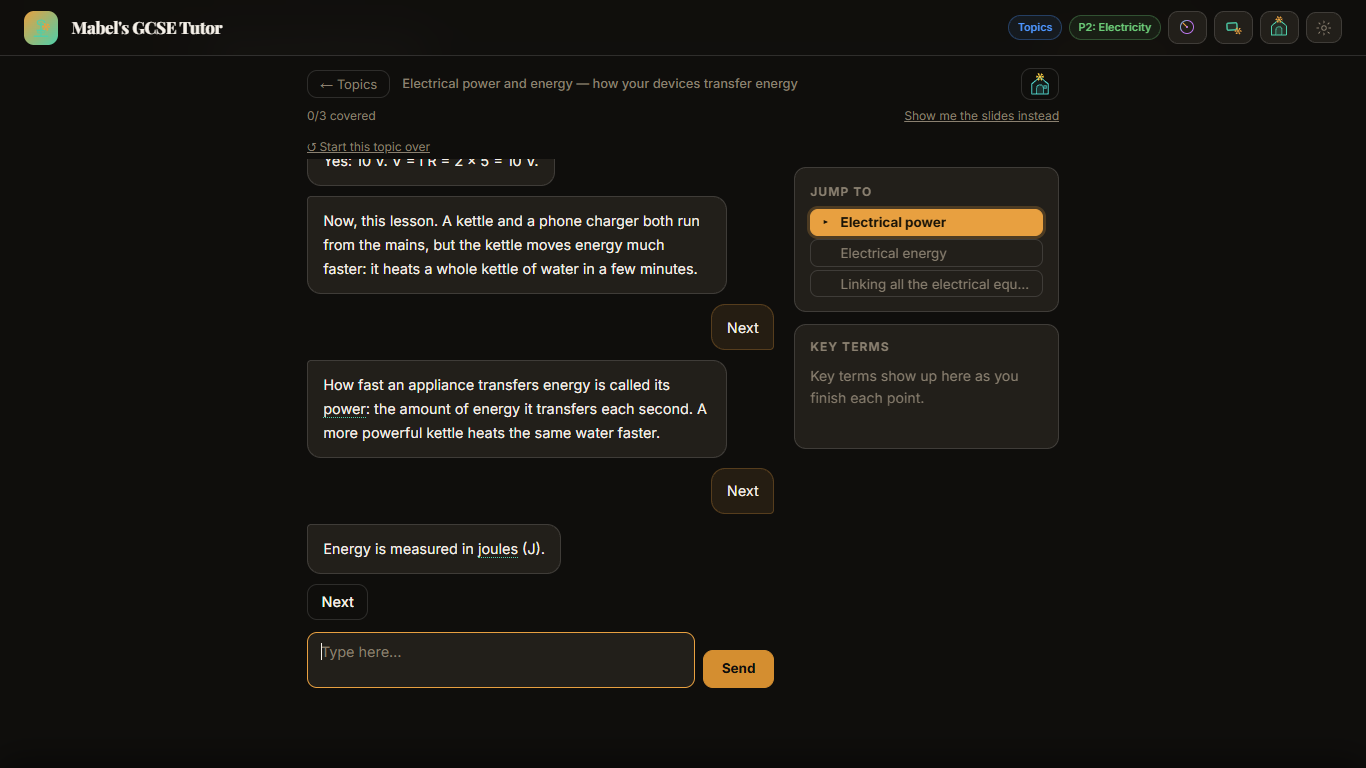 Mabel's GCSE Tutor
Topics
P2: Electricity
← Topics
Electrical power and energy — how your devices transfer energy
0/3 covered
Show me the slides instead
↺ Start this topic over
Yes: 10 V. V = I R = 2 × 5 = 10 V.
Now, this lesson. A kettle and a phone charger both run
from the mains, but the kettle moves energy much
faster: it heats a whole kettle of water in a few minutes.
Next
How fast an appliance transfers energy is called its
power: the amount of energy it transfers each second. A
more powerful kettle heats the same water faster.
Next
Energy is measured in joules (J).
Next
Type here...
Send
JUMP TO
‣ Electrical power
Electrical energy
Linking all the electrical equ...
KEY TERMS
Key terms show up here as you
finish each point.